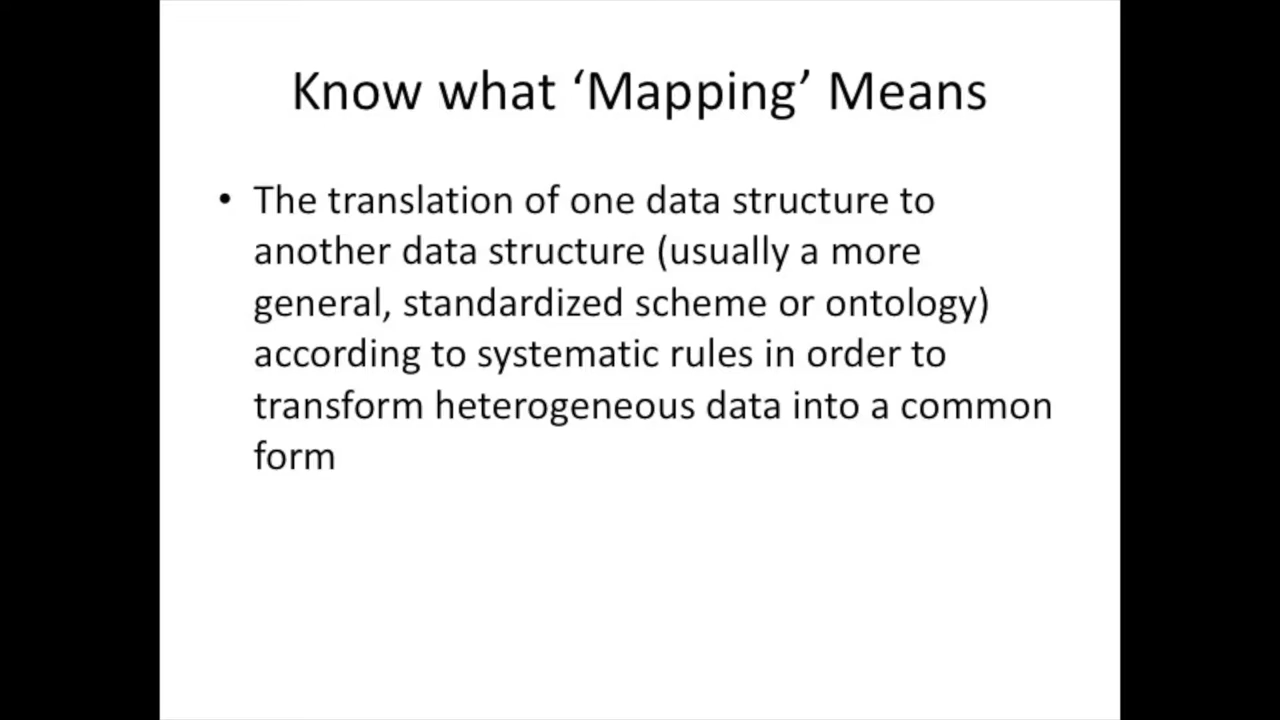 Know what ‘Mapping’ Means
• The translation of one data structure to
another data structure (usually a more
general, standardized scheme or ontology)
according to systematic rules in order to
transform heterogeneous data into a common
form